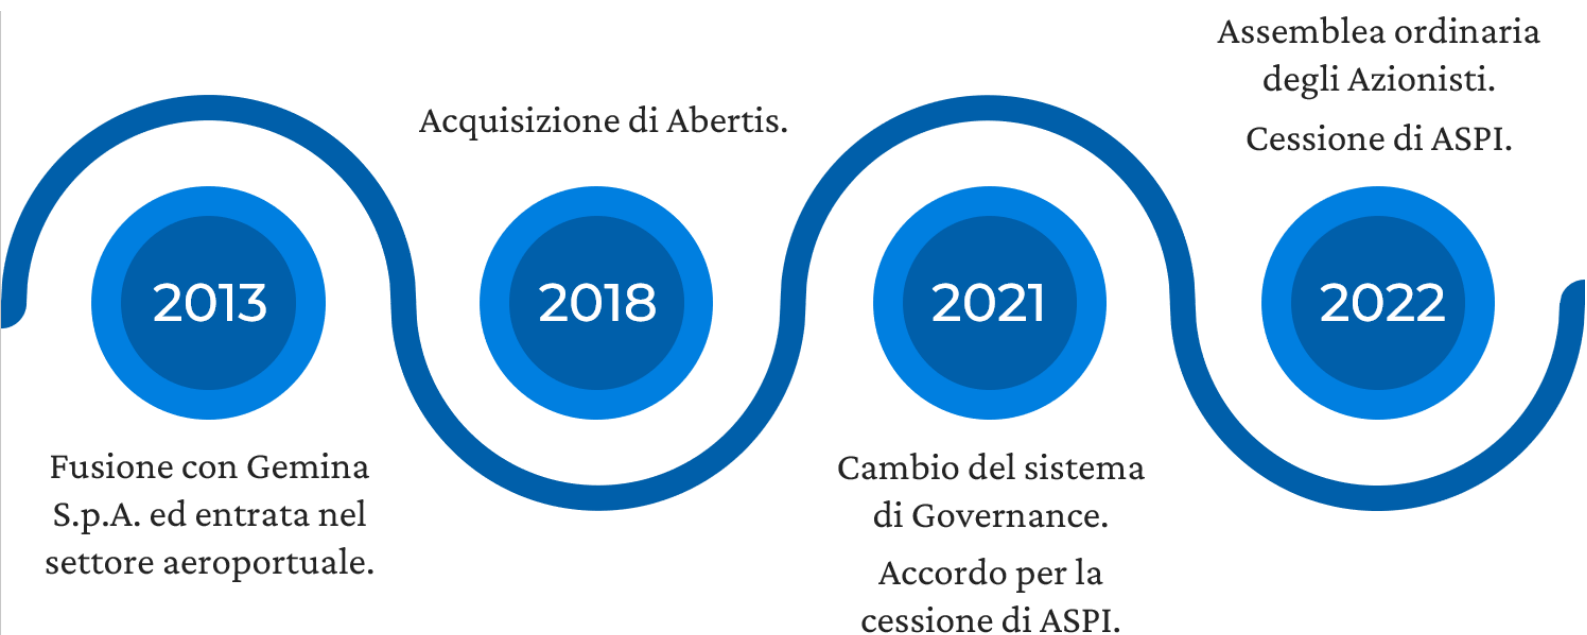 2013
Fusione con Gemina
S.p.A. ed entrata nel
settore aeroportuale.
Acquisizione di Abertis.
2018
2021
Cambio del sistema
di Governance.
Accordo per la
cessione di ASPI.
Assemblea ordinaria
degli Azionisti.
Cessione di ASPI.
2022